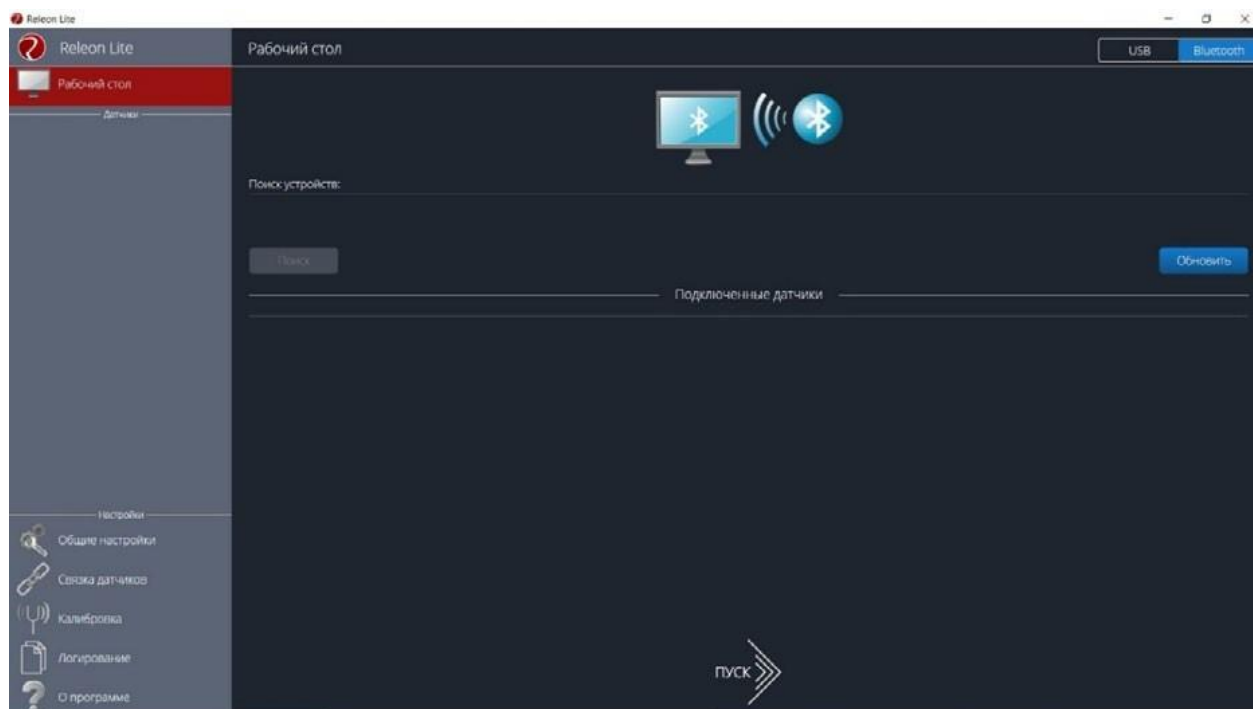 Releon Lite
Releon Lite
Рабочий стол
USB
Bluetooth
Рабочий стол
Датчики
Поиск устройств:
Поиск
Обновить
Подключенные датчики
Настройки
Общие настройки
Связка датчиков
Калибровка
Логирование
О программе
ПУСК